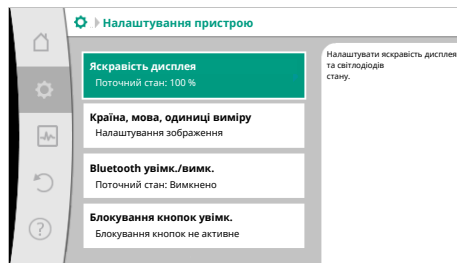 Налаштування пристрою
Яскравість дисплея
Поточний стан: 100 %
Країна, мова, одиниці виміру
Налаштування зображення
Bluetooth увімк./вимк.
Поточний стан: Вимкнено
Блокування кнопок увімк.
Блокування кнопок не активне
Налаштувати яскравість дисплея
та світлодіодів
стану.